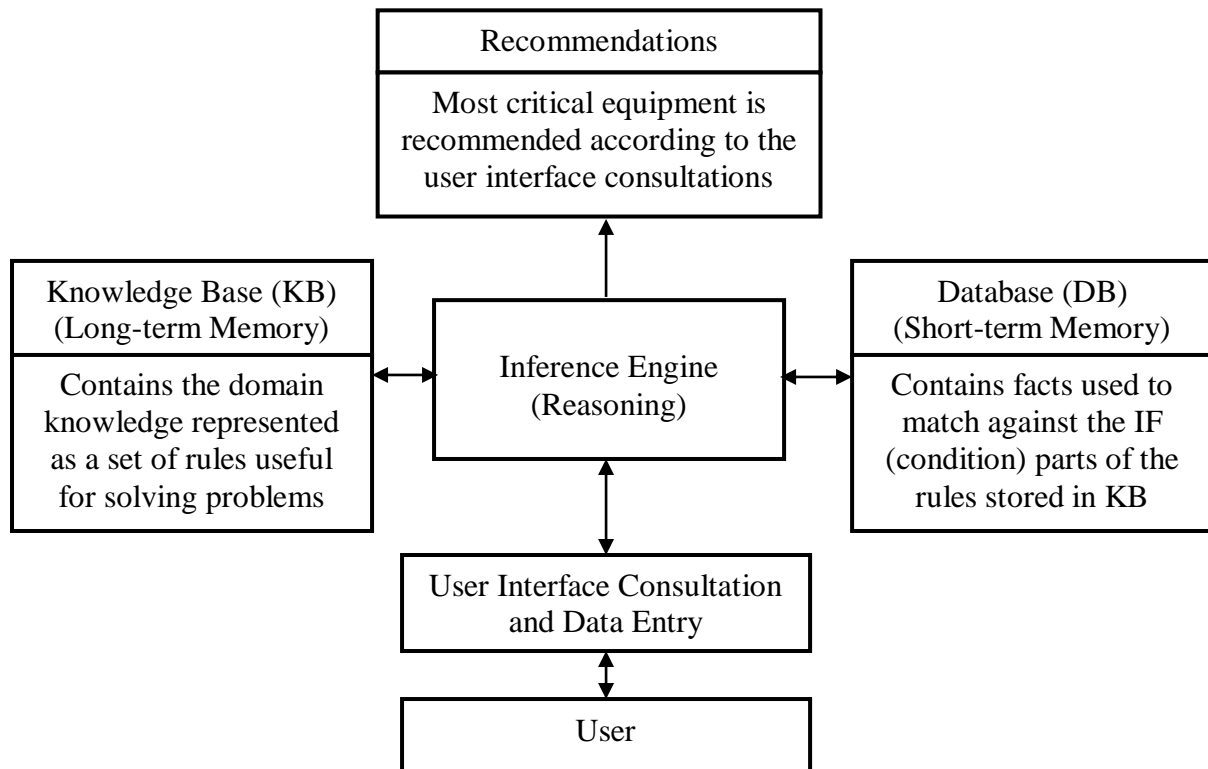 Recommendations
Most critical equipment is
recommended according to the
user interface consultations
Knowledge Base (KB)
(Long-term Memory)
Contains the domain
knowledge represented
as a set of rules useful
for solving problems
Inference Engine
(Reasoning)
Database (DB)
(Short-term Memory)
Contains facts used to
match against the IF
(condition) parts of the
rules stored in KB
User Interface Consultation
and Data Entry
User